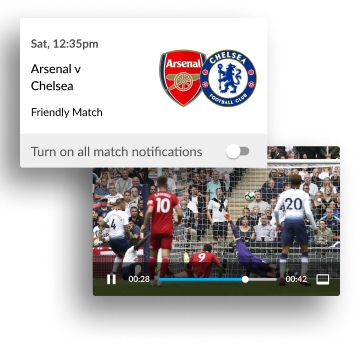 Sat, 12:35pm
Arsenal v
Chelsea
Friendly Match
Arsenal
CHELSEA
FOOTBALL CLUB
Turn on all match notifications
4
10
9
20
00:28
00:42